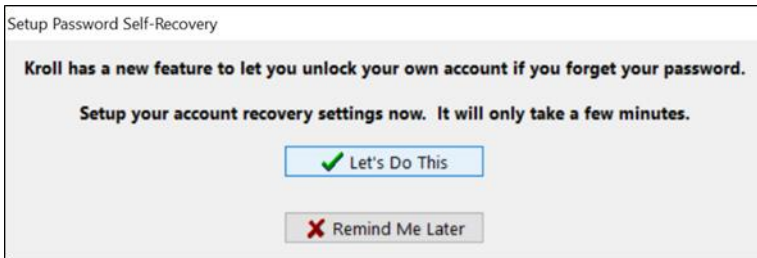 Setup Password Self-Recovery
Kroll has a new feature to let you unlock your own account if you forget your password.
Setup your account recovery settings now.  It will only take a few minutes.
Let's Do This
Remind Me Later